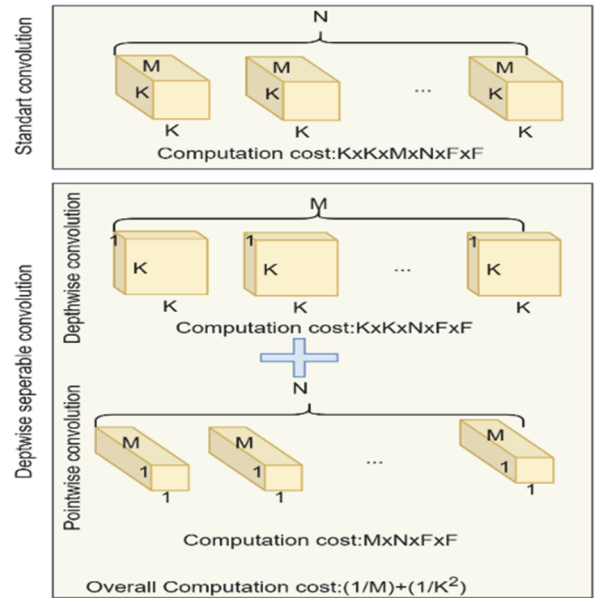 Standart convolution
N
M M M
K K ... K
K K K
Computation cost:KxKxMxNxFxF
Deptwise seperable convolution
Depthwise convolution
M
1 1 1
K K ... K
K K K
Computation cost:KxKxNxFxF
N
Pointwise convolution
M M M
1 1 ... 1
1 1 1
Computation cost:MxNxFxF
Overall Computation cost:(1/M)+(1/K²)